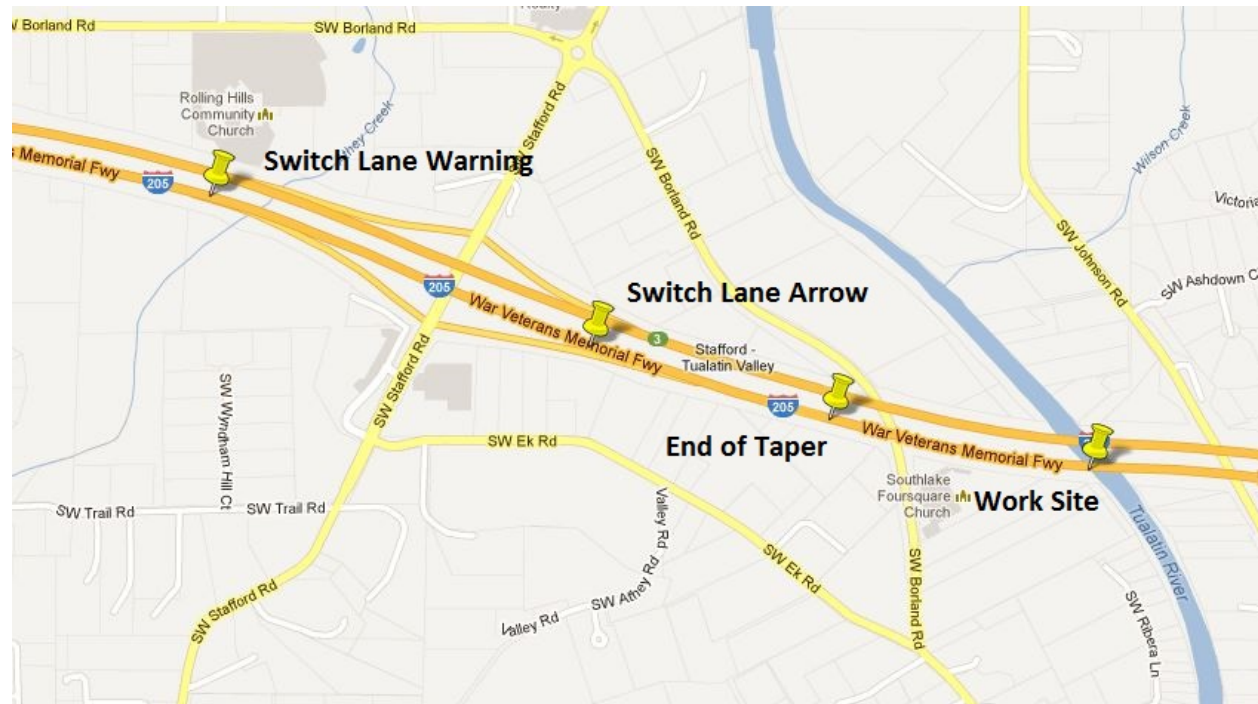 W Borland Rd
SW Borland Rd
Realty
Rolling Hills
Community
Church
Athey Creek
Switch Lane Warning
SW Stafford Rd
SW Borland Rd
Wilson Creek
Victoria
s Memorial Fwy
205
SW Johnson Rd
SW Ashdown C
205
Switch Lane Arrow
War Veterans Memorial Fwy
3
Stafford -
Tualatin Valley
SW Stafford Rd
SW Wyndham Hill Ct
205
War Veterans Memorial Fwy
SW Ek Rd
End of Taper
Southlake
Foursquare
Church
Work Site
SW Trail Rd
SW Trail Rd
Valley Rd
SW Ek Rd
Tualatin River
SW Stafford Rd
SW Athey Rd
Valley Rd
SW Borland Rd
SW Ribera Ln